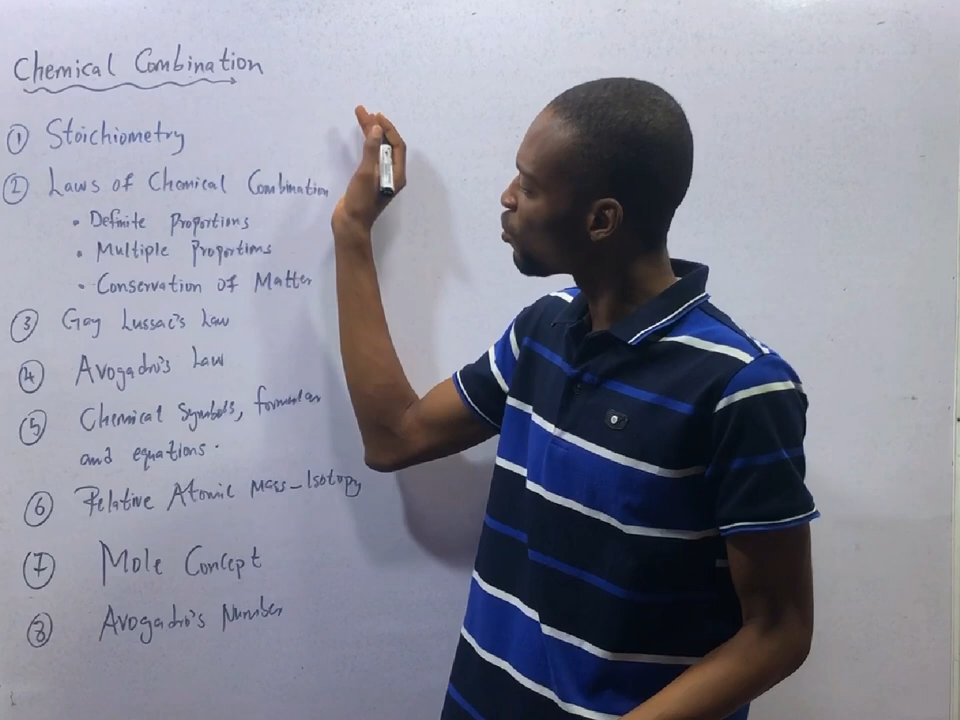 Chemical Combination
① Stoichiometry
② Laws of Chemical Combination
• Definite Proportions
• Multiple Proportions
• Conservation of Matter
③ Gay Lussac's Law
④ Avogadro's Law
⑤ Chemical Symbols, formulae
and equations.
⑥ Relative Atomic Mass - Isotopy
⑦ Mole Concept
⑧ Avogadro's Number